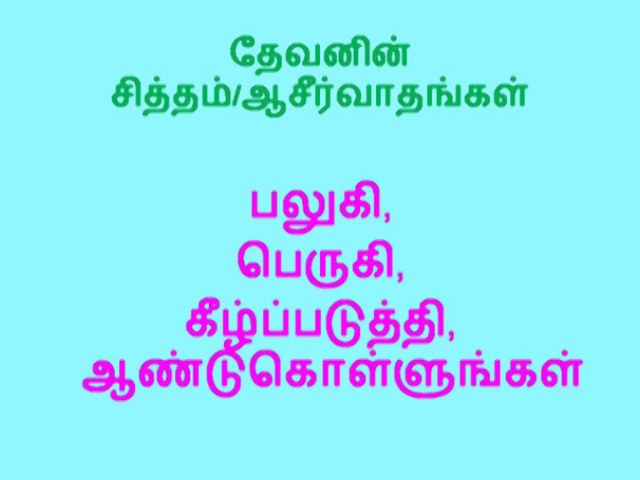 தேவனின்
சித்தம்/ஆசீர்வாதங்கள்
பலுகி,
பெருகி,
கீழ்ப்படுத்தி,
ஆண்டுகொள்ளுங்கள்